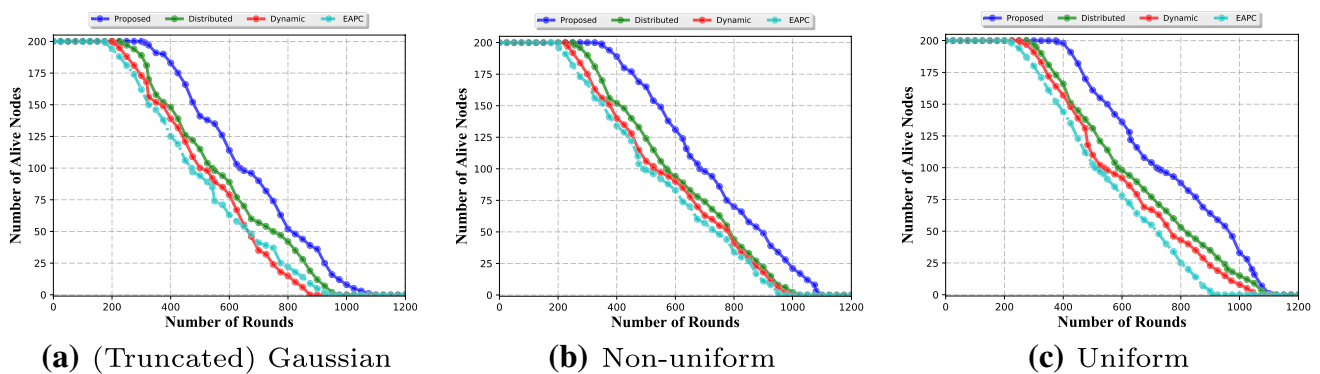 Proposed Distributed Dynamic EAPC
200
175
150
125
100
75
50
25
0
Number of Alive Nodes
0 200 400 600 800 1000 1200
Number of Rounds
(a) (Truncated) Gaussian
Proposed Distributed Dynamic EAPC
200
175
150
125
100
75
50
25
0
Number of Alive Nodes
0 200 400 600 800 1000 1200
Number of Rounds
(b) Non-uniform
Proposed Distributed Dynamic EAPC
200
175
150
125
100
75
50
25
0
Number of Alive Nodes
0 200 400 600 800 1000 1200
Number of Rounds
(c) Uniform